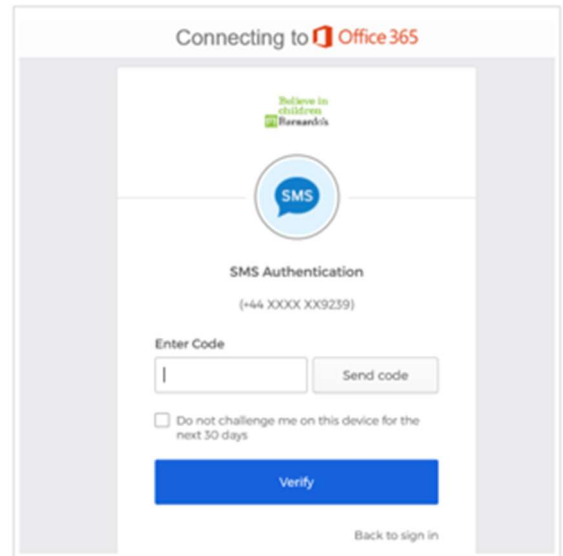 Connecting to Office 365
Believe in
children
Barnardo's
SMS
SMS Authentication
(+44 XXXX XX9239)
Enter Code
Send code
Do not challenge me on this device for the
next 30 days
Verify
Back to sign in